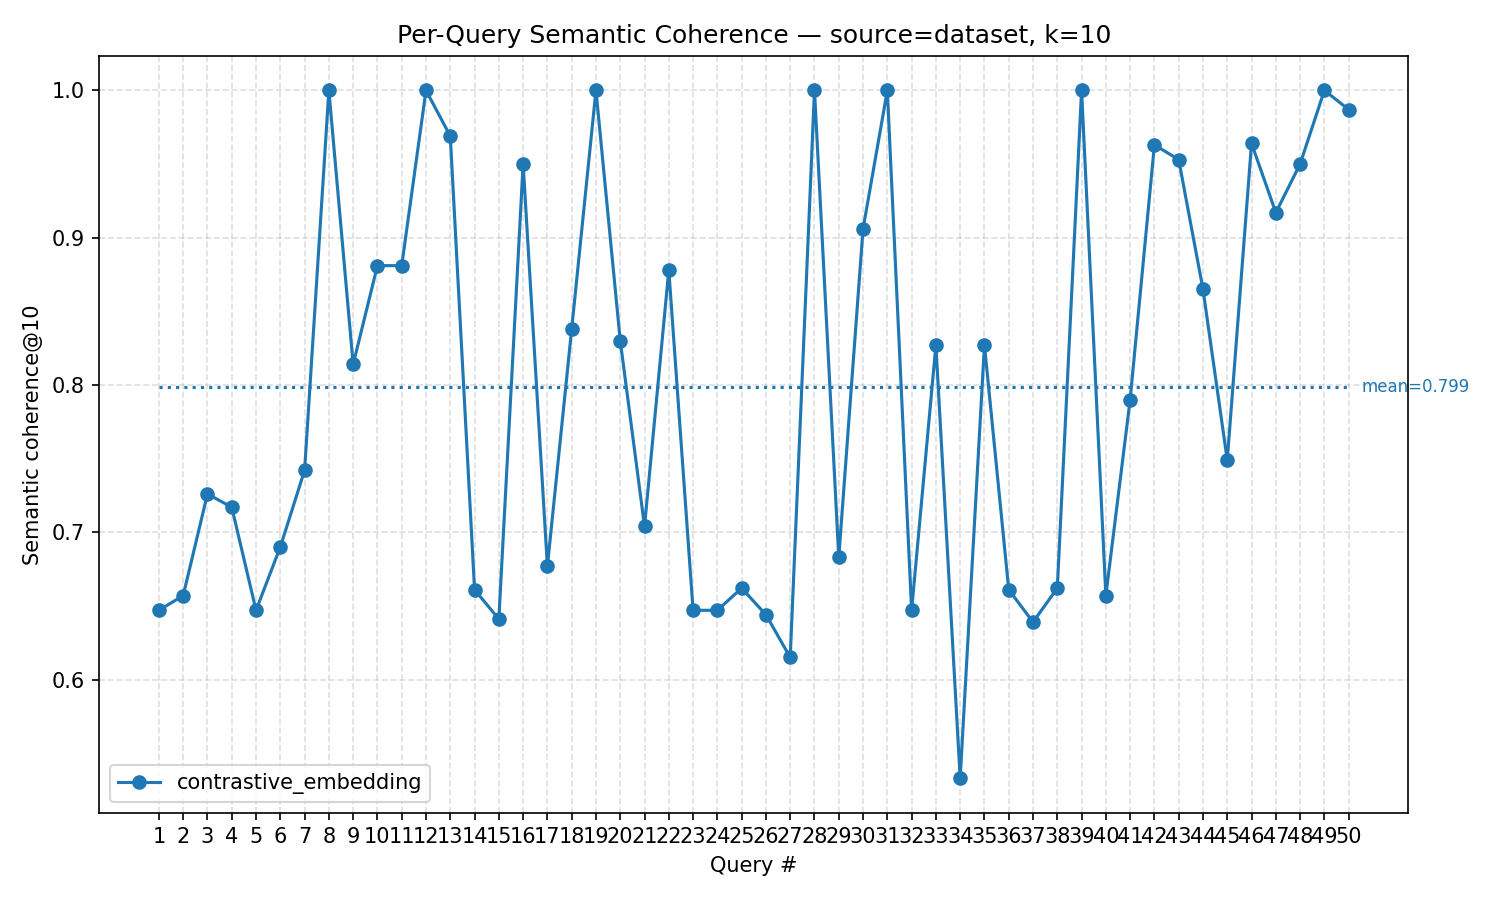 Per-Query Semantic Coherence — source=dataset, k=10
Semantic coherence@10
1.0
0.9
0.8
0.7
0.6
mean=0.799
contrastive_embedding
1 2 3 4 5 6 7 8 9 10 11 12 13 14 15 16 17 18 19 20 21 22 23 24 25 26 27 28 29 30 31 32 33 34 35 36 37 38 39 40 41 42 43 44 45 46 47 48 49 50
Query #